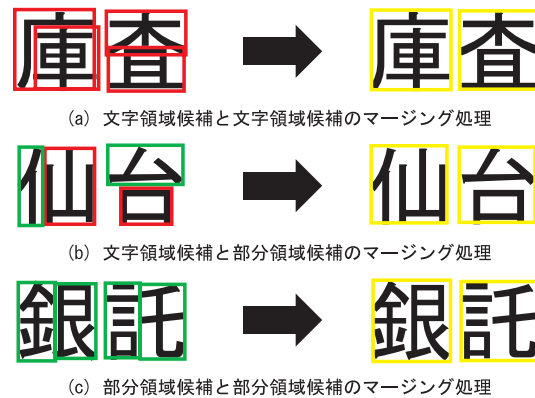 庫査 庫査
(a) 文字領域候補と文字領域候補のマージング処理
仙台 仙台
(b) 文字領域候補と部分領域候補のマージング処理
銀託 銀託
(c) 部分領域候補と部分領域候補のマージング処理